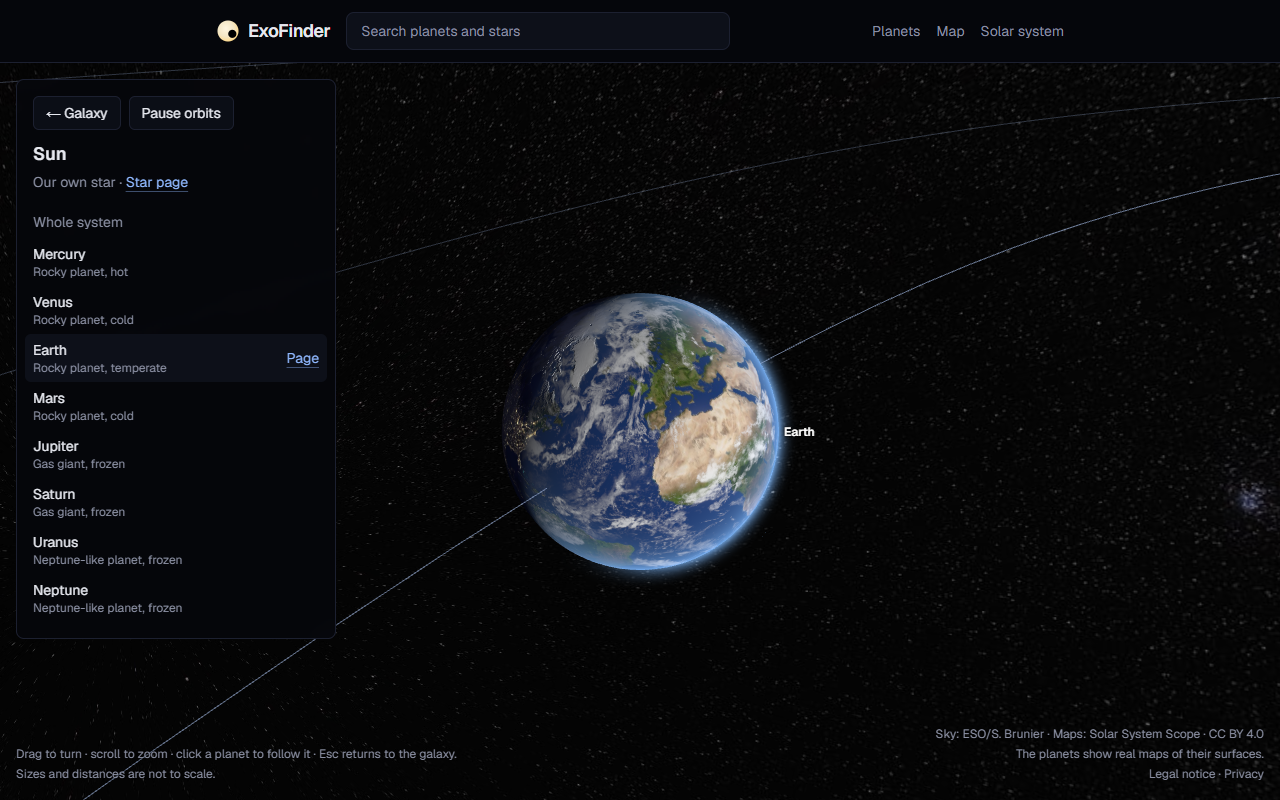 ExoFinder
Search planets and stars
Planets
Map
Solar system
← Galaxy
Pause orbits
Sun
Our own star · Star page
Whole system
Mercury
Rocky planet, hot
Venus
Rocky planet, cold
Earth
Rocky planet, temperate
Page
Mars
Rocky planet, cold
Jupiter
Gas giant, frozen
Saturn
Gas giant, frozen
Uranus
Neptune-like planet, frozen
Neptune
Neptune-like planet, frozen
Earth
Drag to turn · scroll to zoom · click a planet to follow it · Esc returns to the galaxy.
Sizes and distances are not to scale.
Sky: ESO/S. Brunier · Maps: Solar System Scope · CC BY 4.0
The planets show real maps of their surfaces.
Legal notice · Privacy